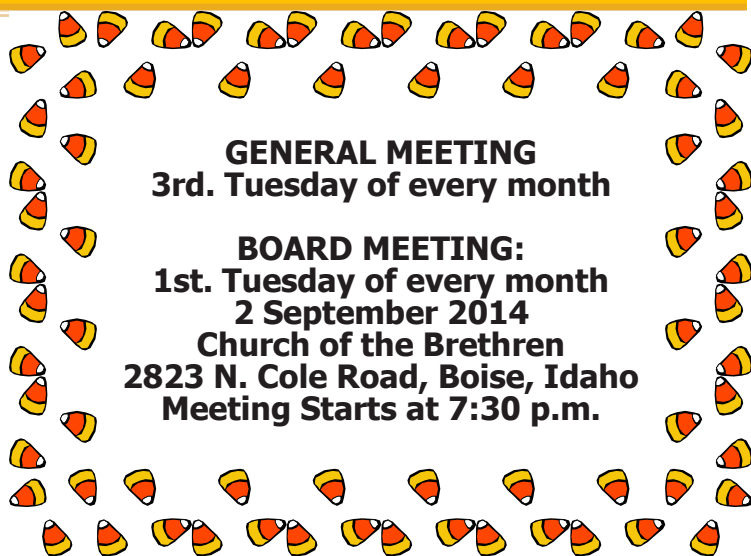 GENERAL MEETING
3rd. Tuesday of every month
BOARD MEETING:
1st. Tuesday of every month
2 September 2014
Church of the Brethren
2823 N. Cole Road, Boise, Idaho
Meeting Starts at 7:30 p.m.